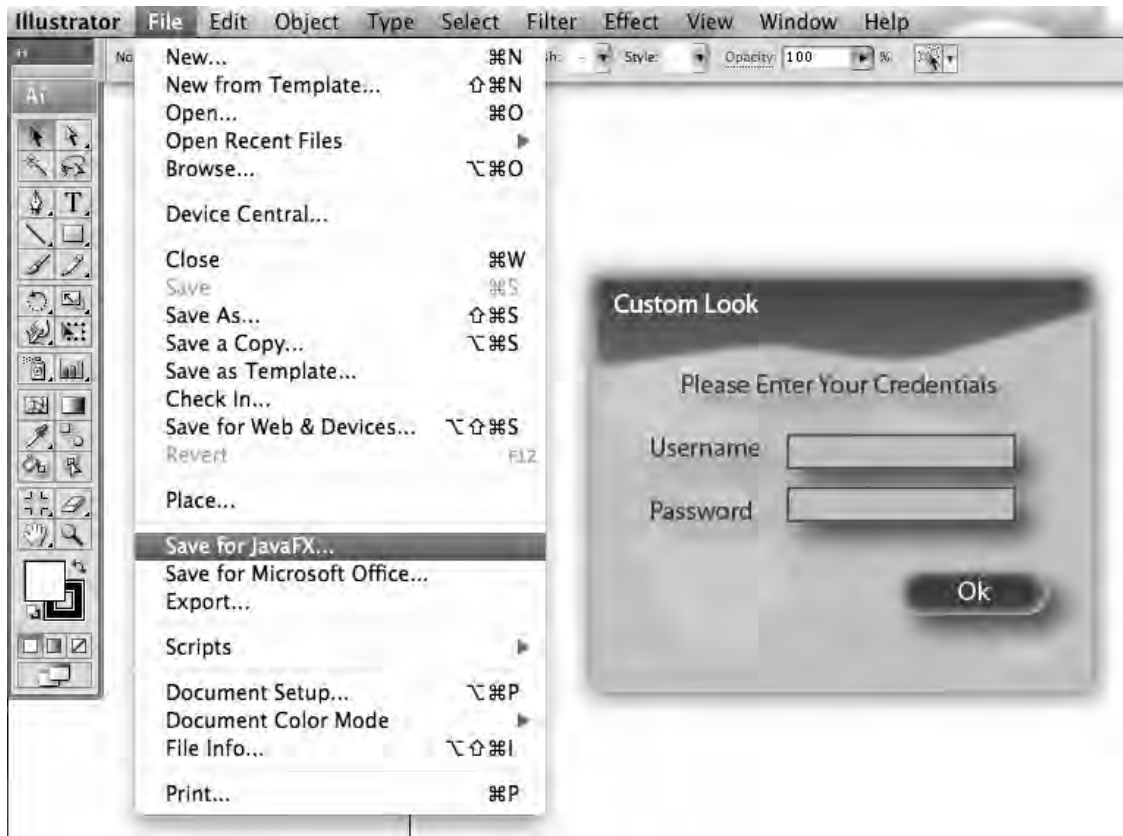 Illustrator File Edit Object Type Select Filter Effect View Window Help
No
Style:
Opacity: 100 %
Ai
New... ⌘N
New from Template... ⇧⌘N
Open... ⌘O
Open Recent Files
Browse... ⌥⌘O
Device Central...
Close ⌘W
Save ⌘S
Save As... ⇧⌘S
Save a Copy... ⌥⌘S
Save as Template...
Check In...
Save for Web & Devices... ⌥⇧⌘S
Revert F12
Place...
Save for JavaFX...
Save for Microsoft Office...
Export...
Scripts
Document Setup... ⌥⌘P
Document Color Mode
File Info... ⌥⇧⌘I
Print... ⌘P
Custom Look
Please Enter Your Credentials
Username
Password
Ok